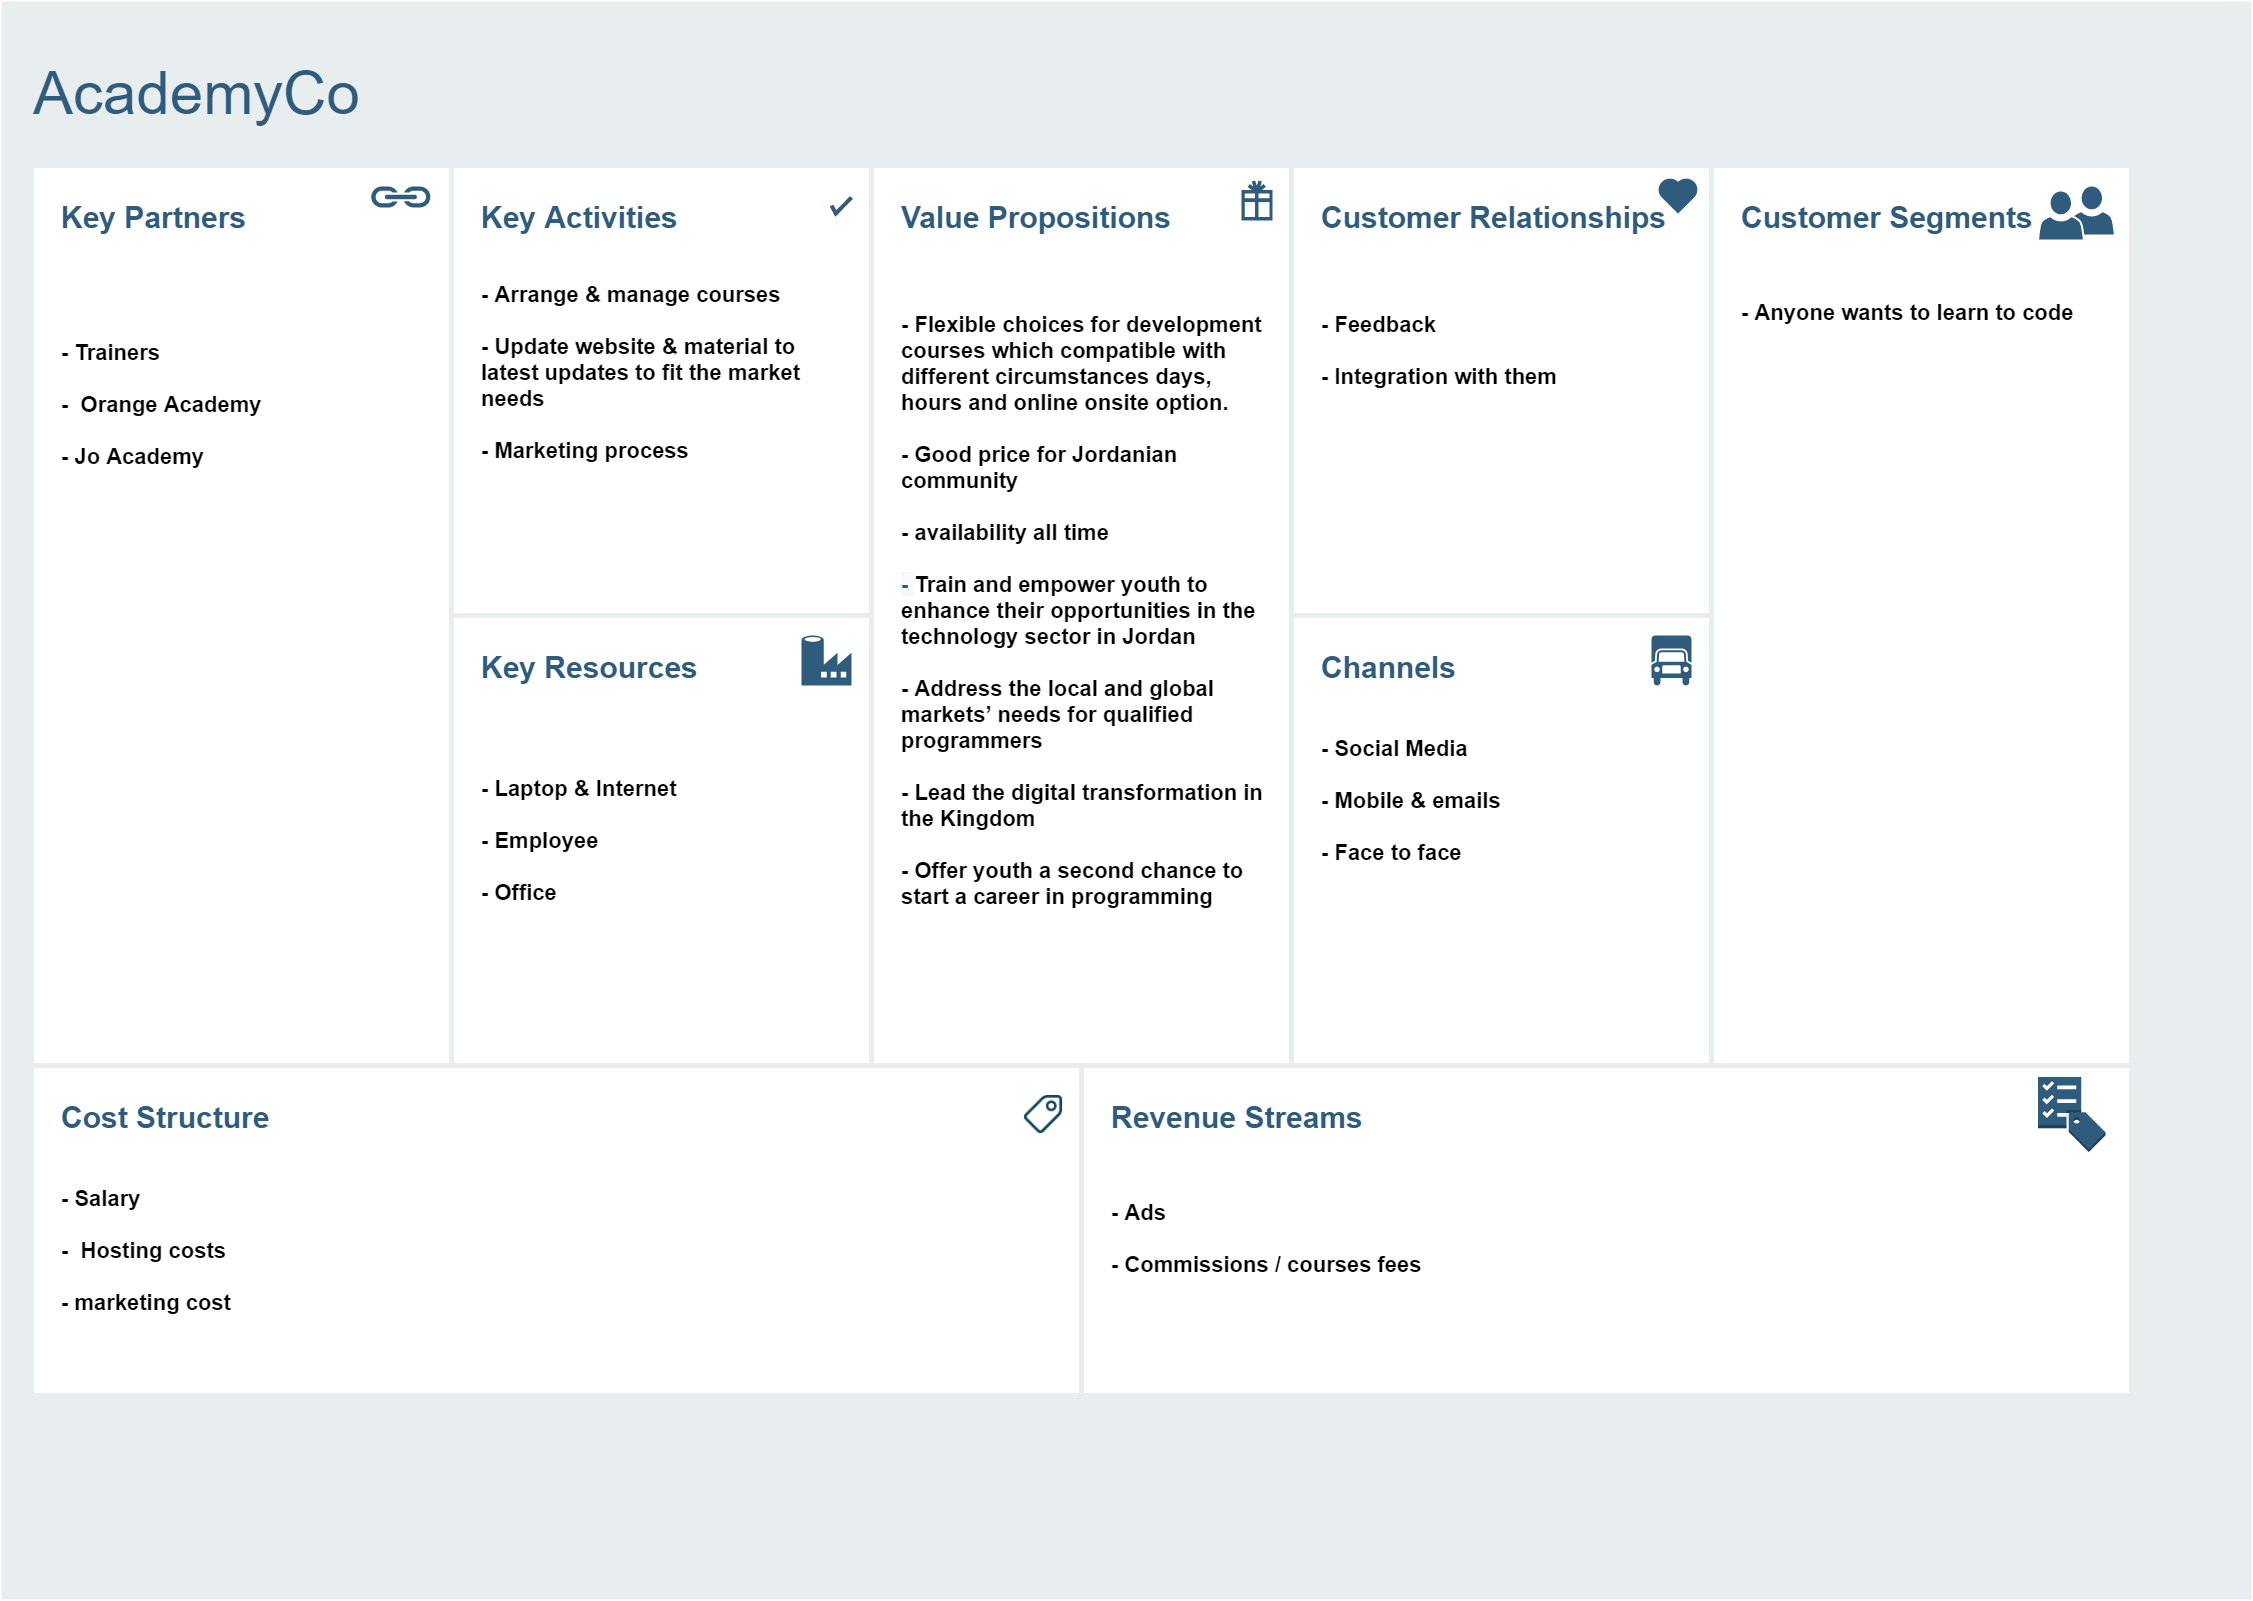 AcademyCo
Key Partners
- Trainers
-  Orange Academy
- Jo Academy
Key Activities
- Arrange & manage courses
- Update website & material to
latest updates to fit the market
needs
- Marketing process
Key Resources
- Laptop & Internet
- Employee
- Office
Value Propositions
- Flexible choices for development
courses which compatible with
different circumstances days,
hours and online onsite option.
- Good price for Jordanian
community
- availability all time
- Train and empower youth to
enhance their opportunities in the
technology sector in Jordan
- Address the local and global
markets’ needs for qualified
programmers
- Lead the digital transformation in
the Kingdom
- Offer youth a second chance to
start a career in programming
Customer Relationships
- Feedback
- Integration with them
Channels
- Social Media
- Mobile & emails
- Face to face
Customer Segments
- Anyone wants to learn to code
Cost Structure
- Salary
-  Hosting costs
- marketing cost
Revenue Streams
- Ads
- Commissions / courses fees